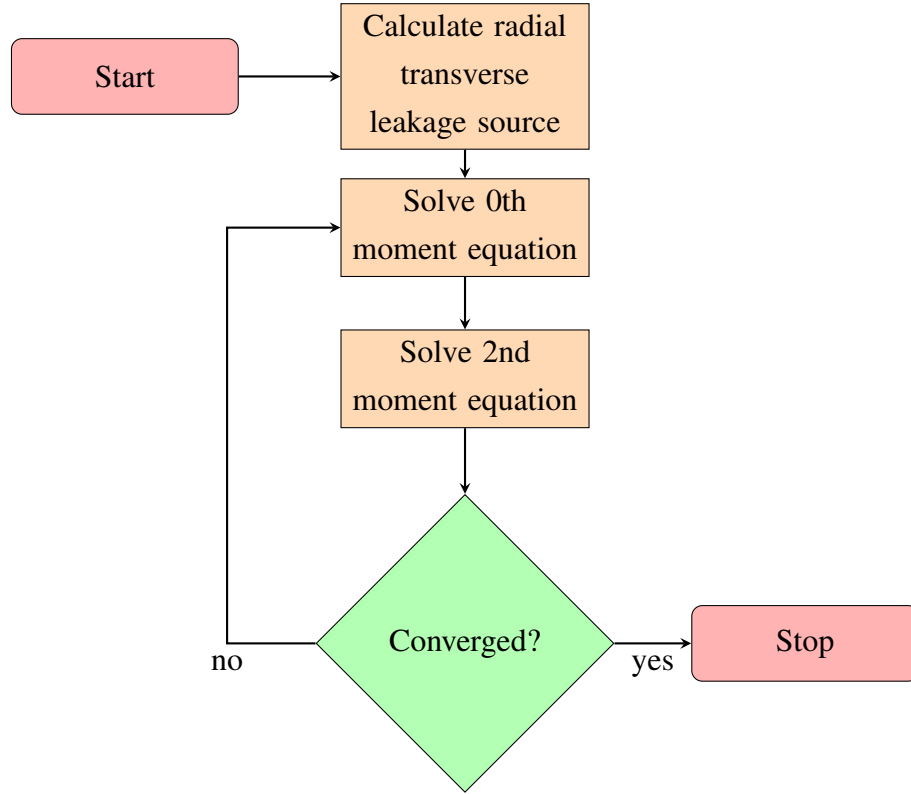 Start
Calculate radial
transverse
leakage source
Solve 0th
moment equation
Solve 2nd
moment equation
Converged?
no
yes
Stop